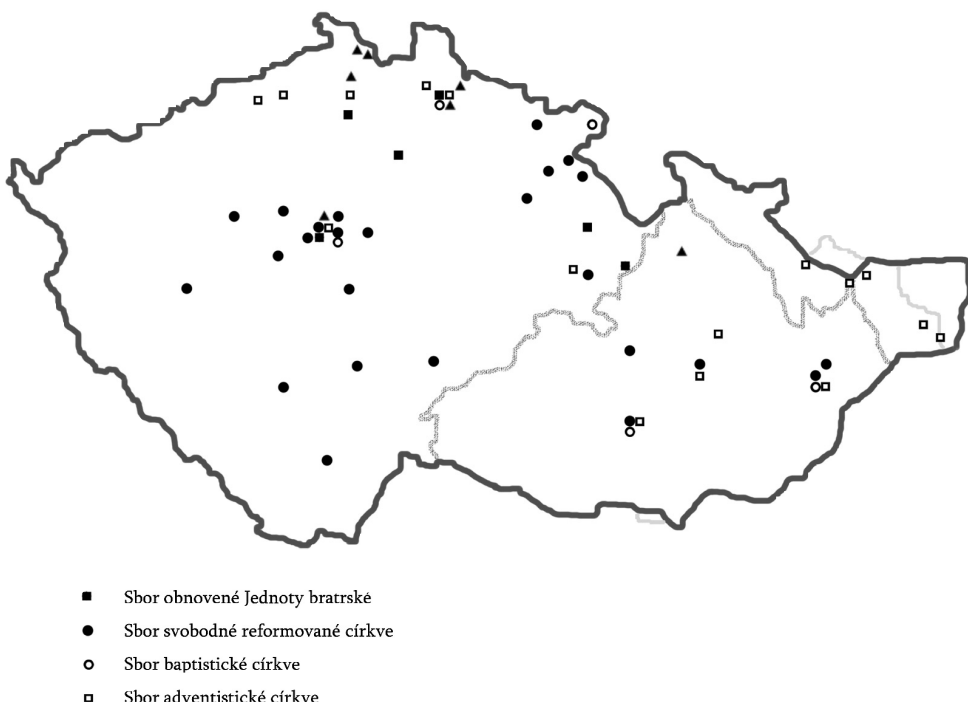 Sbor obnovené Jednoty bratrské
Sbor svobodné reformované církve
Sbor baptistické církve
Sbor adventistické církve